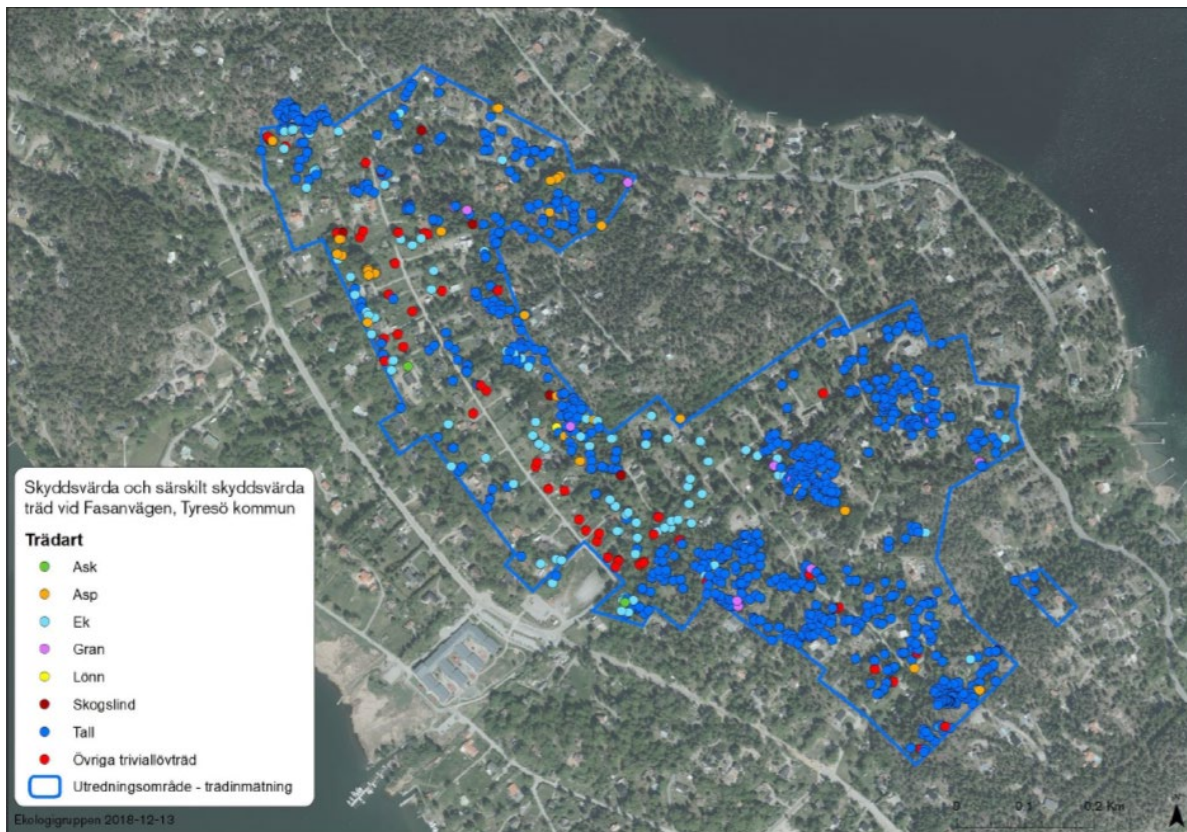 Skyddsvärda och särskilt skyddsvärda
träd vid Fasanvägen, Tyresö kommun
Trädart
Ask
Asp
Ek
Gran
Lönn
Skogslind
Tall
Övriga triviallövträd
Utredningsområde - trädinmätning
Ekologigruppen 2018-12-13
0 0.1 0.2 Km